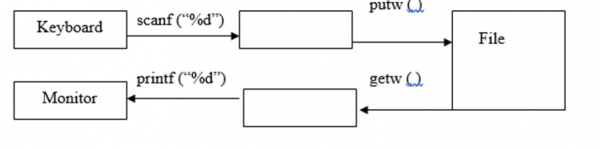 putw ()
Keyboard
scanf (“%d”)
File
printf (“%d”)
getw ()
Monitor